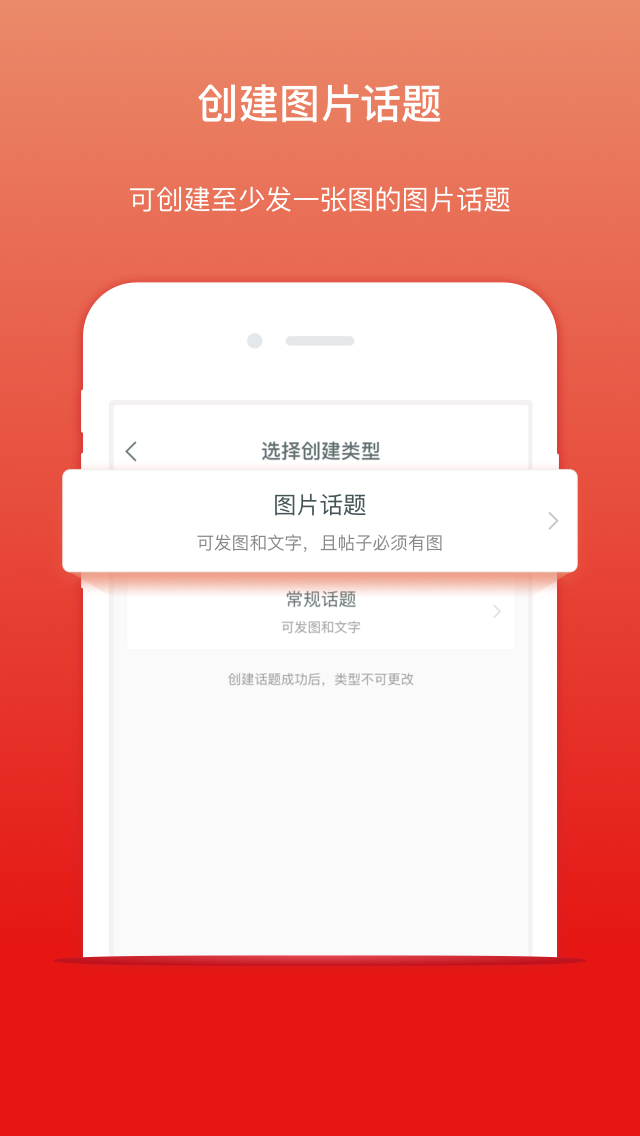 创建图片话题
可创建至少发一张图的图片话题
选择创建类型
图片话题
可发图和文字，且帖子必须有图
常规话题
可发图和文字
创建话题成功后，类型不可更改